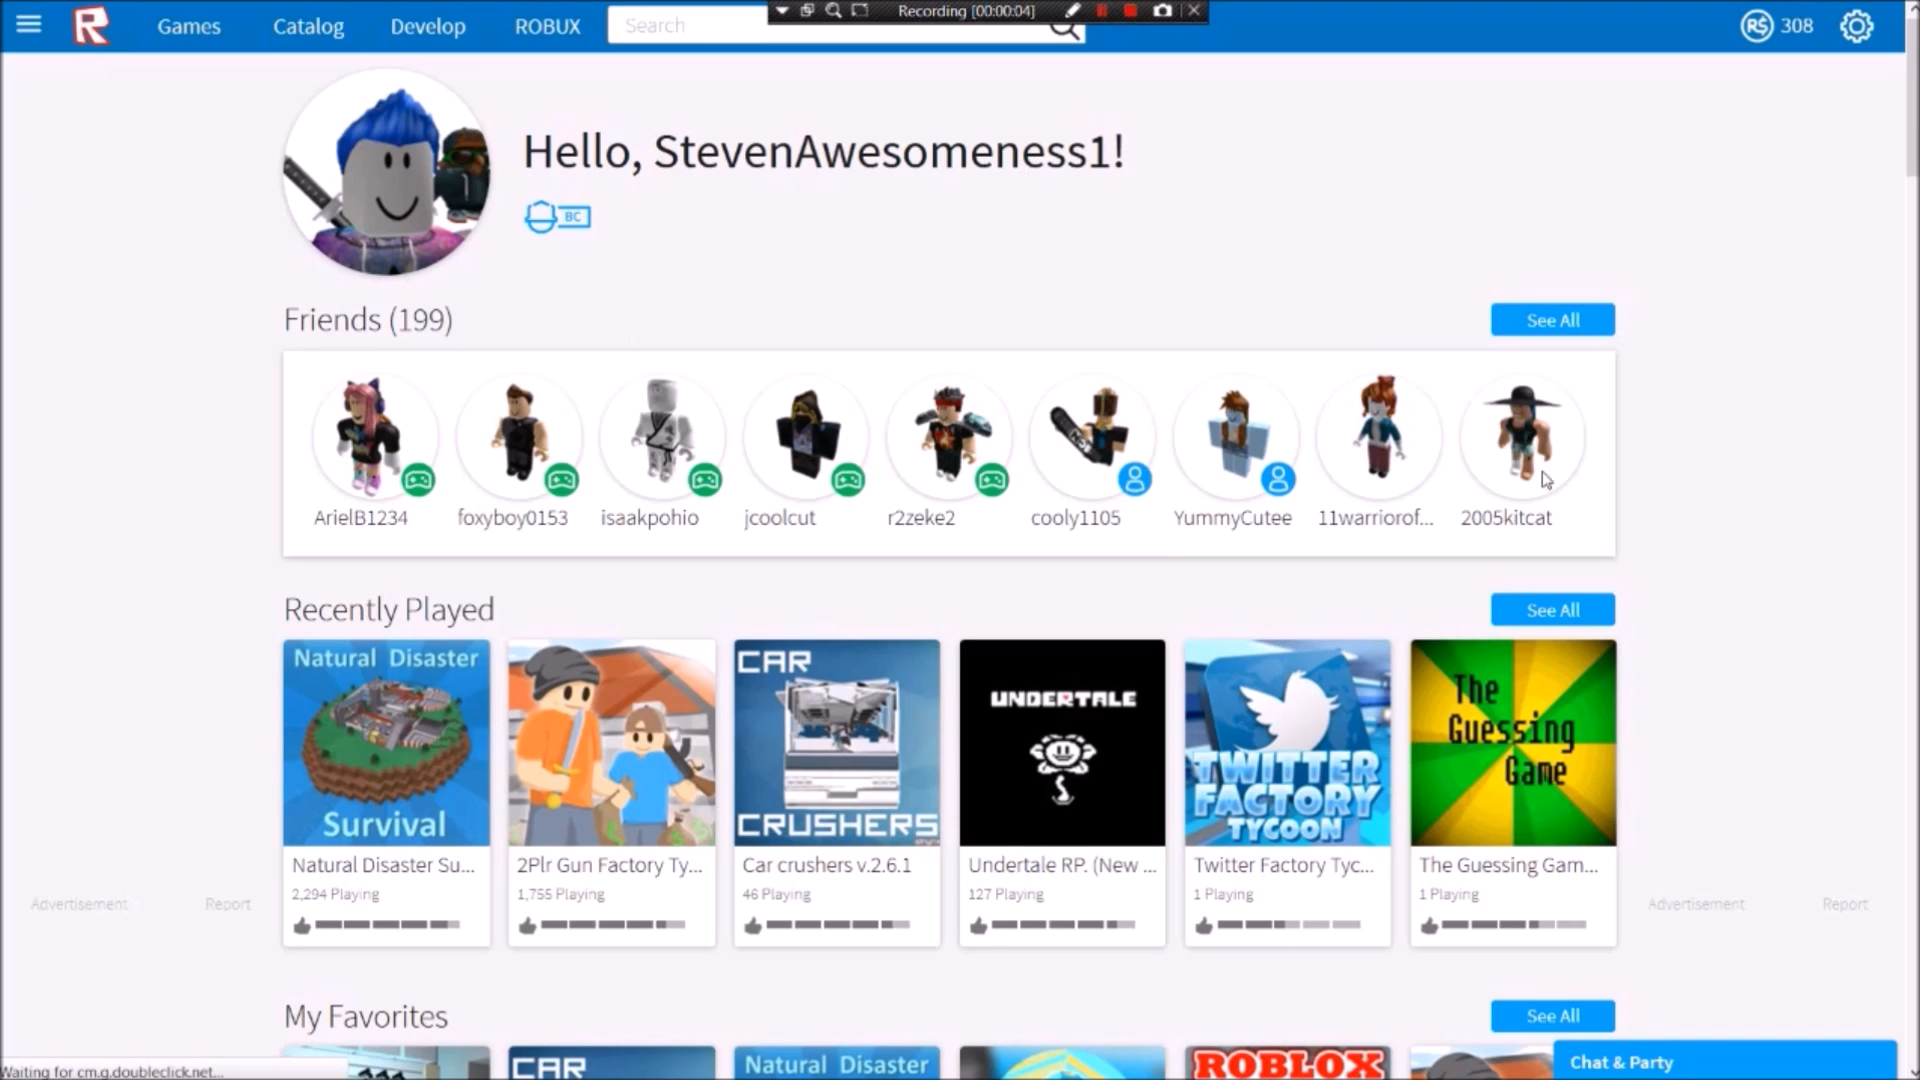 Games Catalog Develop ROBUX Search Recording [00:00:04] R$ 308
Hello, StevenAwesomeness1!
BC
Friends (199) See All
ArielB1234 foxyboy0153 isaakpohio jcoolcut r2zeke2 cooly1105 YummyCutee 11warriorof... 2005kitcat
Recently Played See All
Natural Disaster
Survival
CAR
CRUSHERS
UNDERTALE
TWITTER
FACTORY
TYCOON
The
Guessing
Game
Natural Disaster Su... 2Plr Gun Factory Ty... Car crushers v.2.6.1 Undertale RP. (New ... Twitter Factory Tyc... The Guessing Gam...
2,294 Playing 1,755 Playing 46 Playing 127 Playing 1 Playing 1 Playing
Advertisement Report Advertisement Report
My Favorites See All
CAR Natural Disaster ROBLOX Chat & Party
Waiting for cm.g.doubleclick.net...